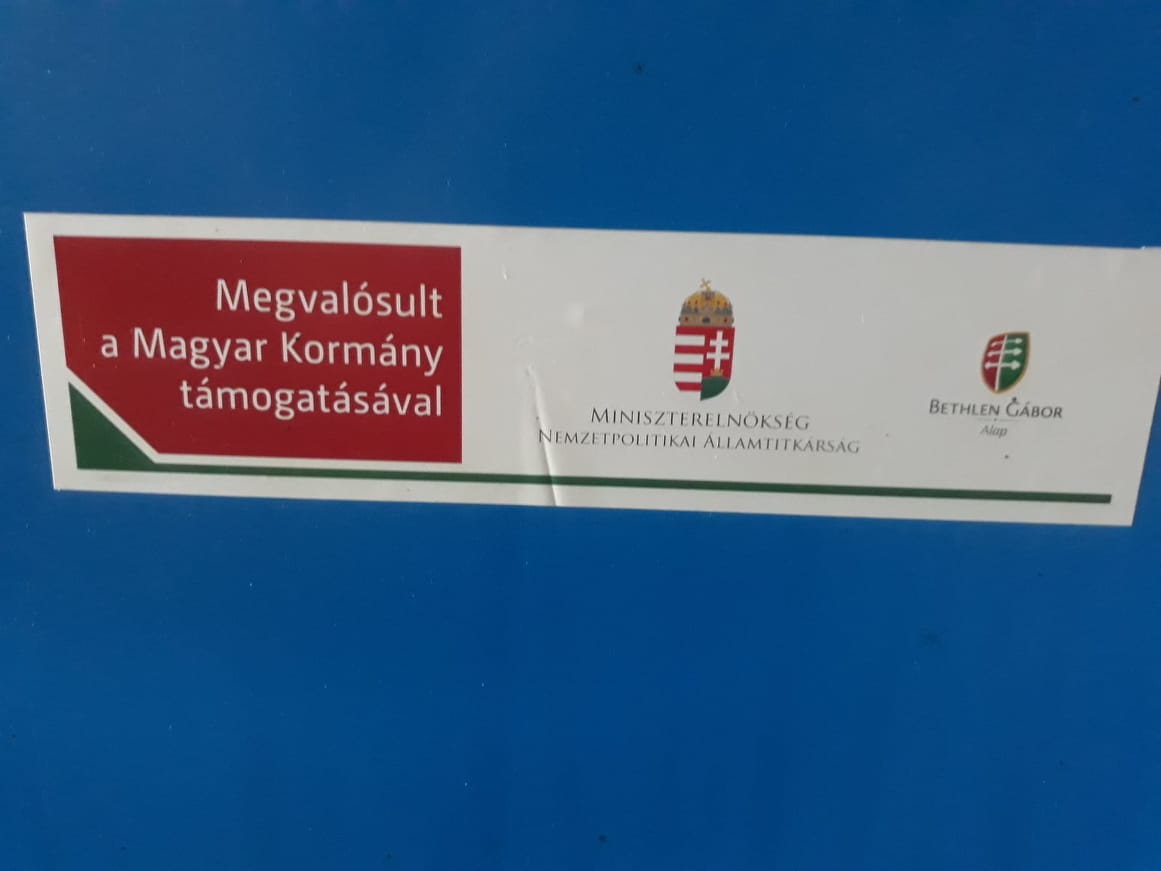 Megvalósult
a Magyar Kormány
támogatásával
MINISZTERELNÖKSÉG
NEMZETPOLITIKAI ÁLLAMTITKÁRSÁG
BETHLEN GÁBOR
Alap